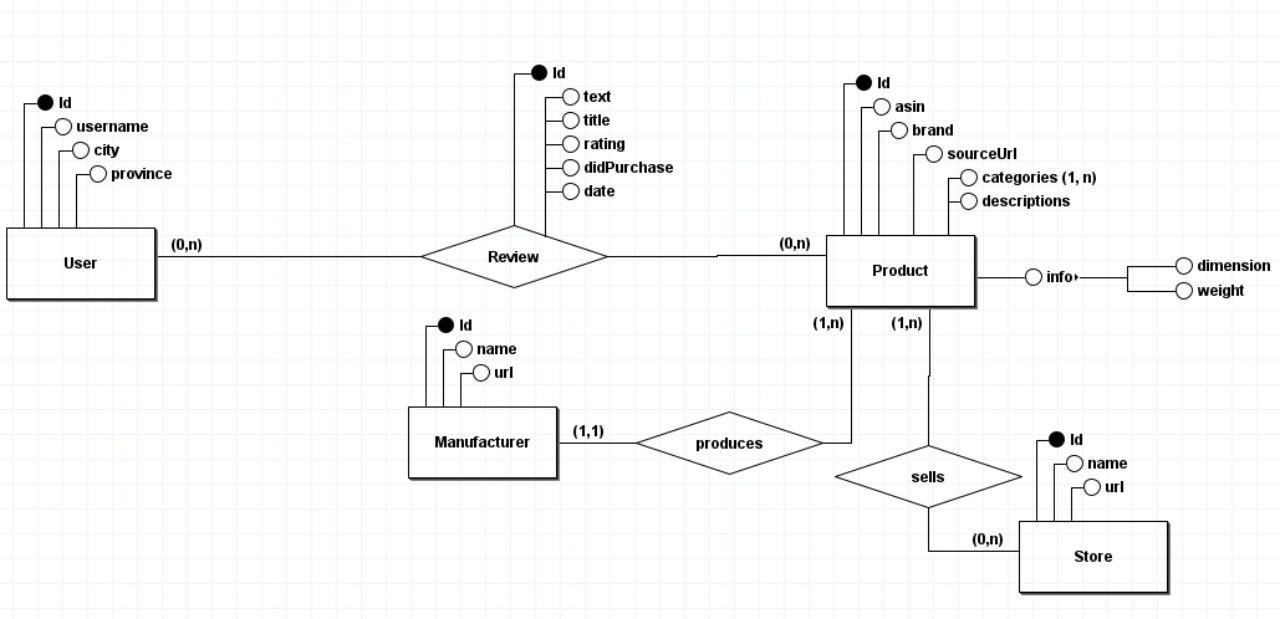 Id
username
city
province
User
(0,n)
Id
text
title
rating
didPurchase
date
Review
(0,n)
Id
asin
brand
sourceUrl
categories (1, n)
descriptions
Product
info
dimension
weight
(1,n)
(1,n)
Id
name
url
Manufacturer
(1,1)
produces
sells
(0,n)
Id
name
url
Store